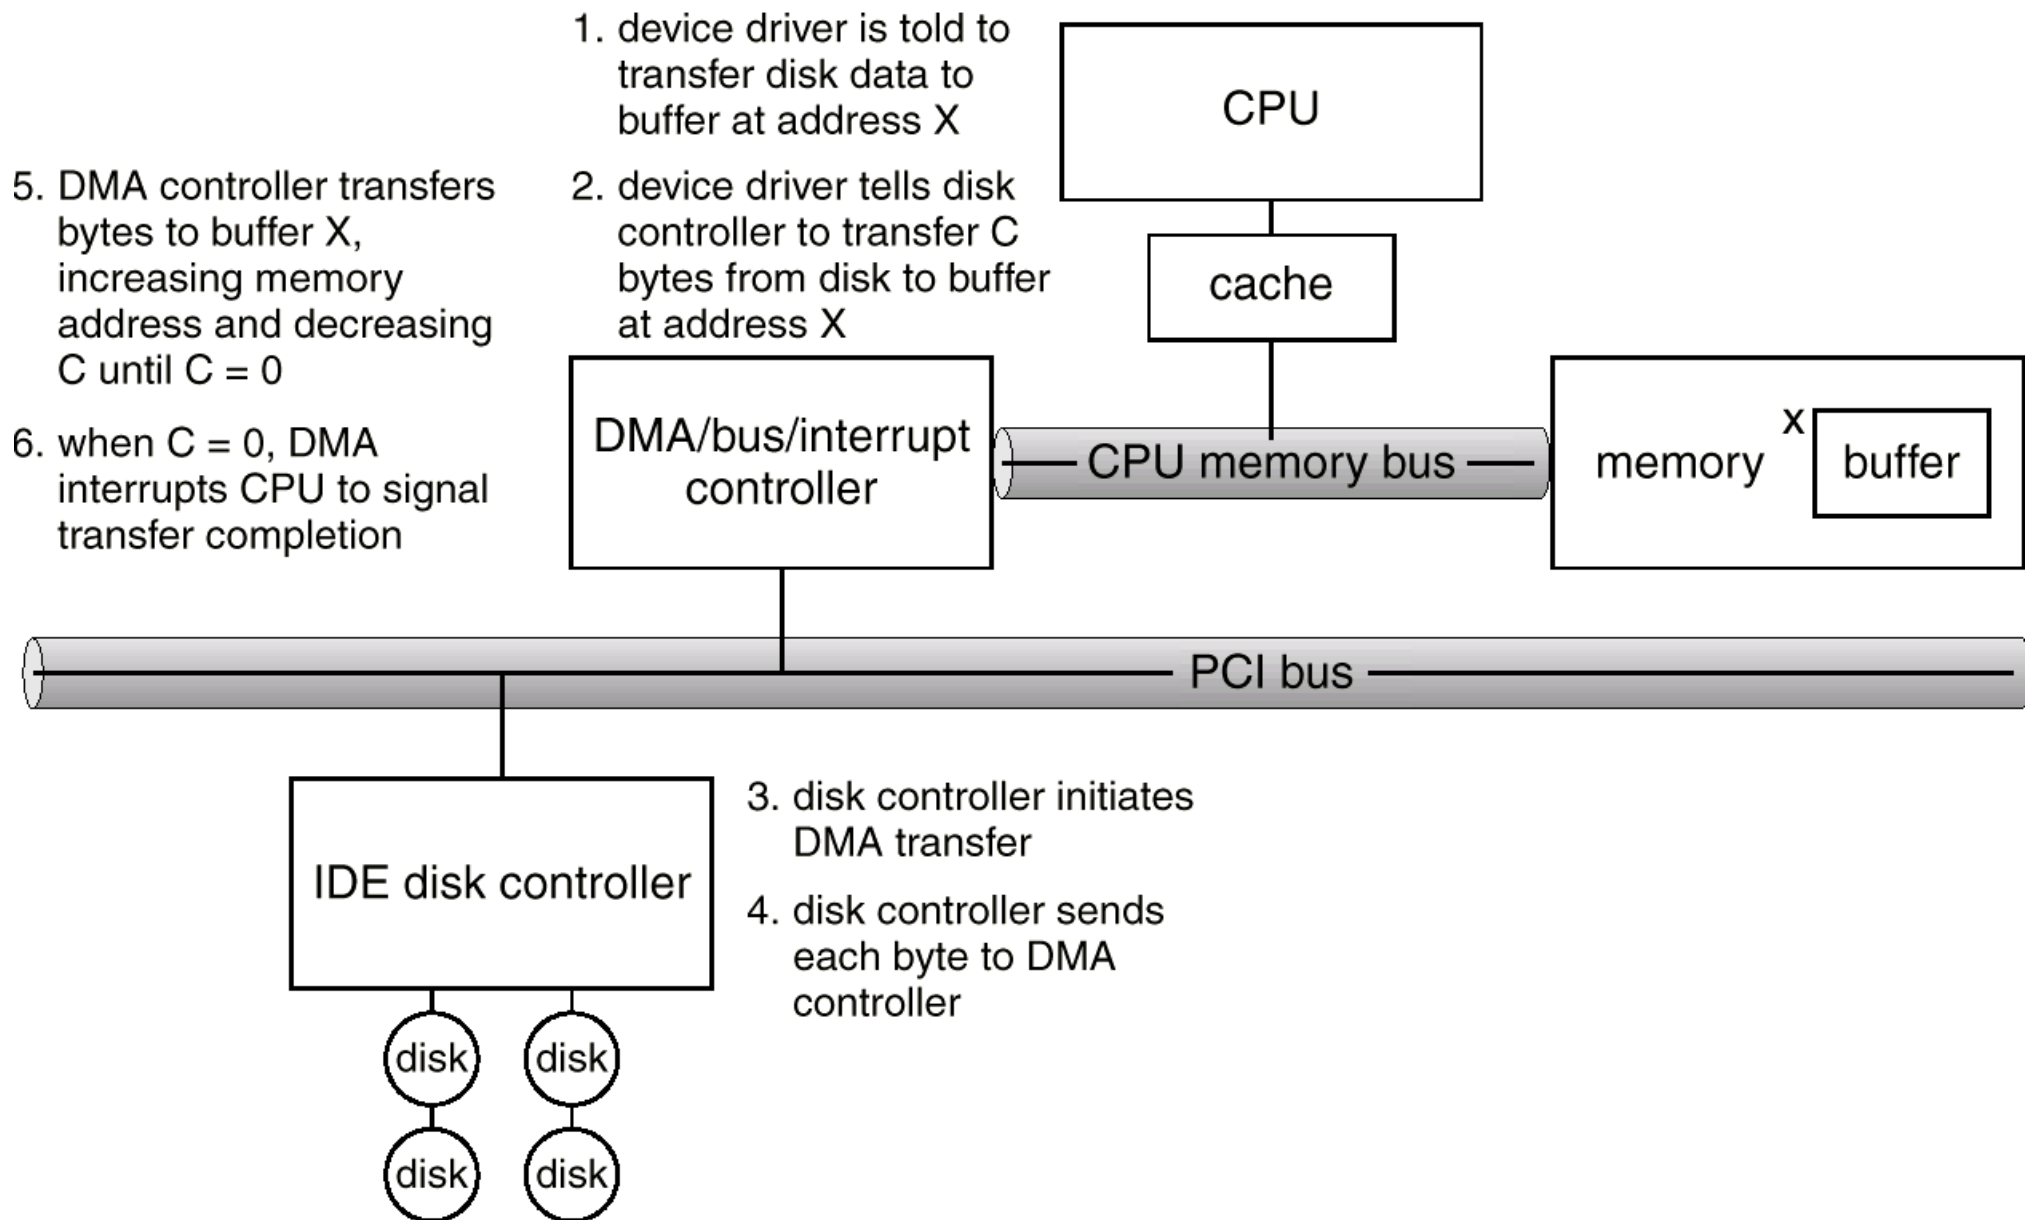 1. device driver is told to
transfer disk data to
buffer at address X
2. device driver tells disk
controller to transfer C
bytes from disk to buffer
at address X
5. DMA controller transfers
bytes to buffer X,
increasing memory
address and decreasing
C until C = 0
6. when C = 0, DMA
interrupts CPU to signal
transfer completion
CPU
cache
DMA/bus/interrupt
controller
CPU memory bus
memory
x
buffer
PCI bus
IDE disk controller
3. disk controller initiates
DMA transfer
4. disk controller sends
each byte to DMA
controller
disk
disk
disk
disk